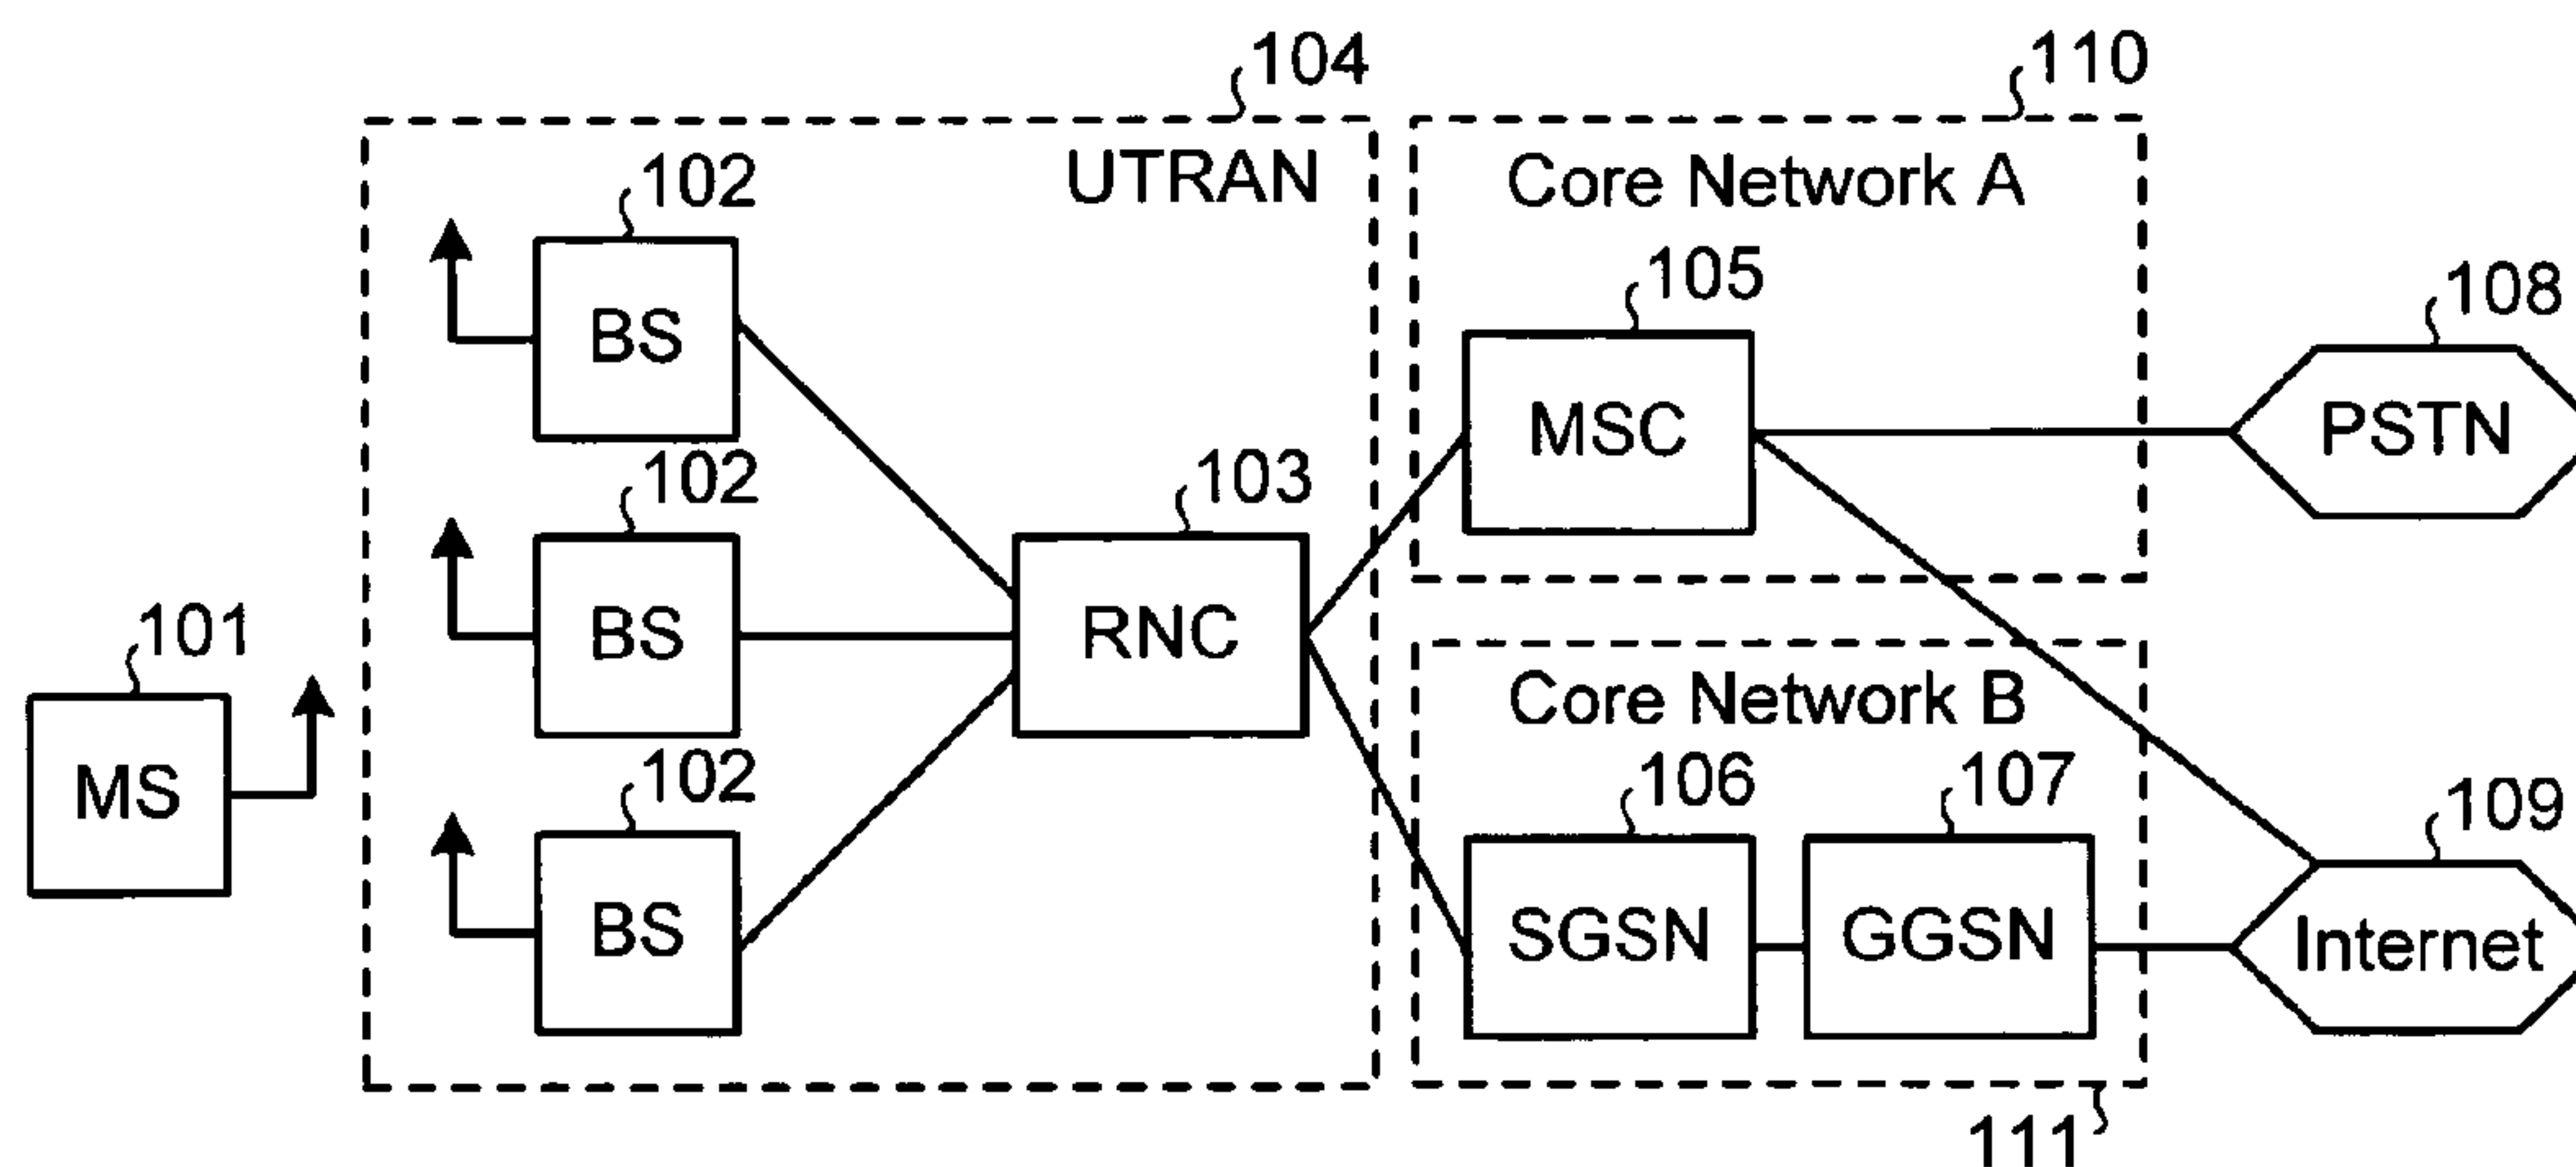 104
110
UTRAN
Core Network A
102
BS
105
MSC
108
PSTN
102
BS
103
RNC
101
MS
Core Network B
102
BS
106
SGSN
107
GGSN
109
Internet
111